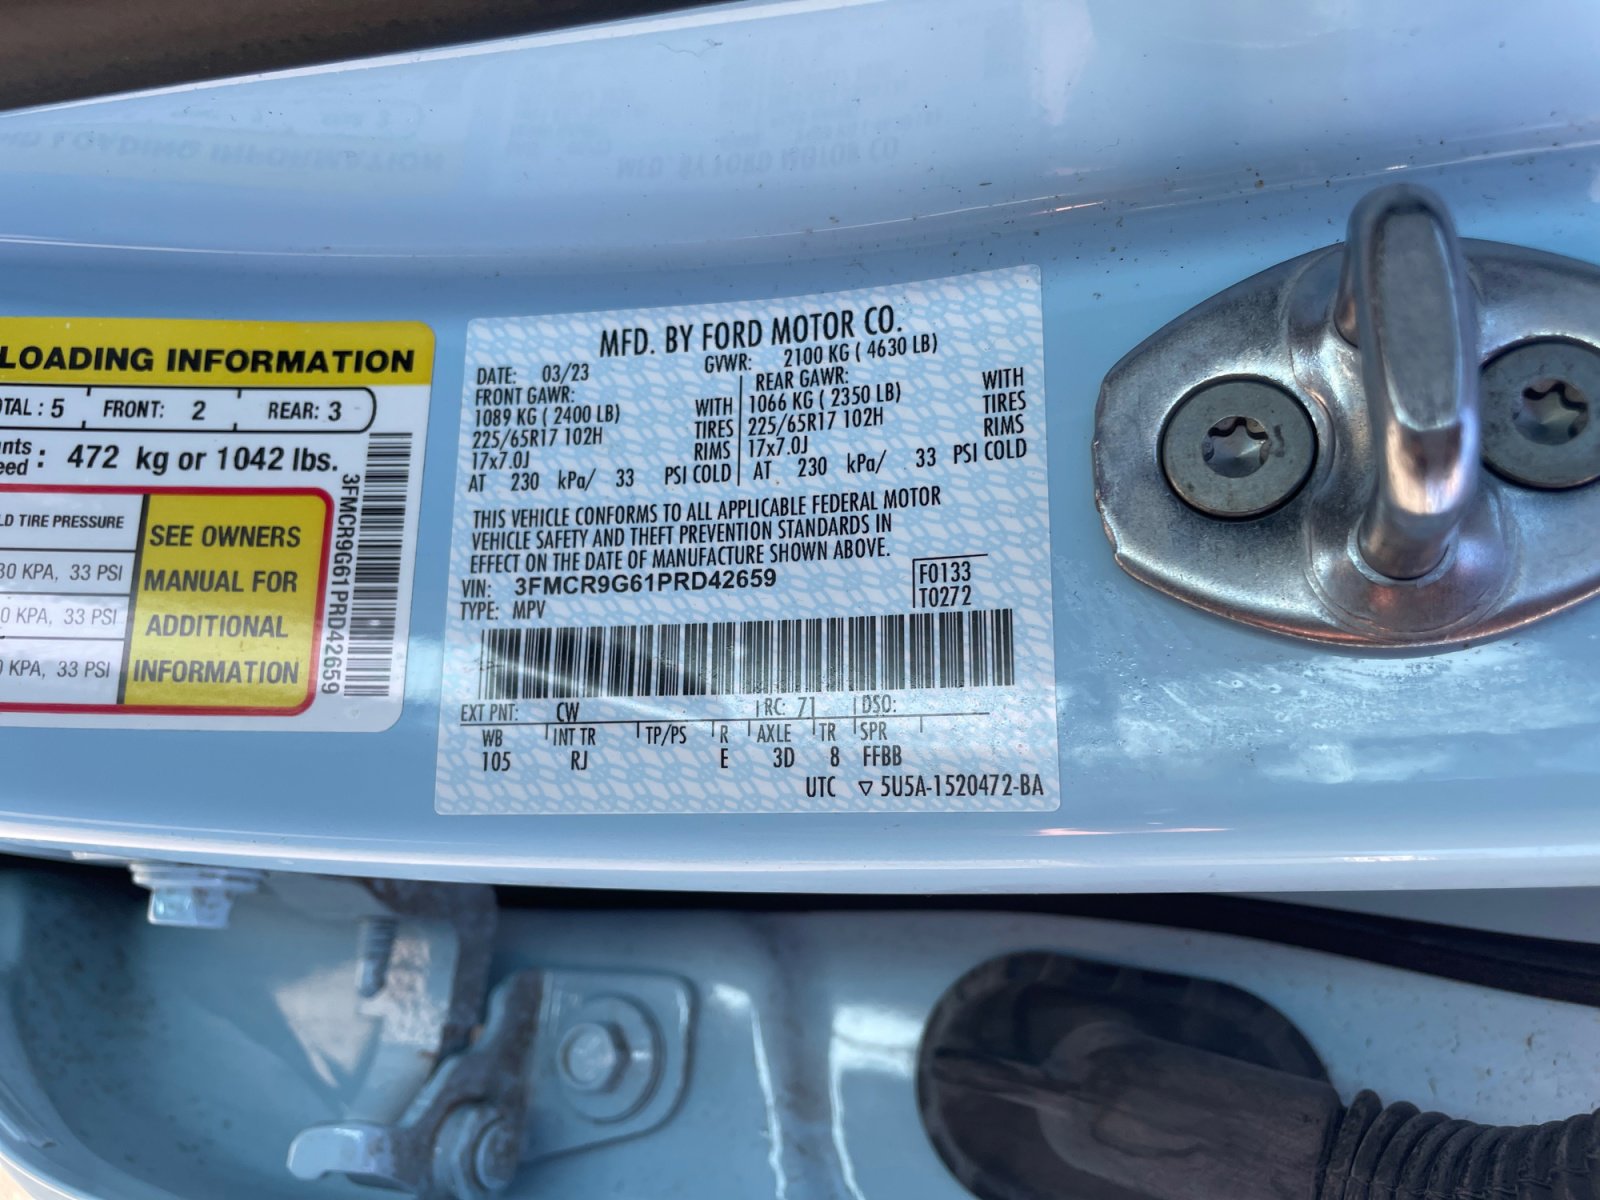 LOADING INFORMATION
TOTAL : 5 FRONT: 2 REAR: 3
472 kg or 1042 lbs.
TIRE PRESSURE
33 PSI
33 PSI
KPA, 33 PSI
SEE OWNERS
MANUAL FOR
ADDITIONAL
INFORMATION
3FMCR9G61PRD42659
MFD. BY FORD MOTOR CO.
DATE: 03/23 GVWR: 2100 KG ( 4630 LB)
FRONT GAWR: REAR GAWR:
1089 KG ( 2400 LB) WITH 1066 KG ( 2350 LB) WITH
225/65R17 102H TIRES 225/65R17 102H TIRES
17x7.0J RIMS 17x7.0J RIMS
AT 230 kPa/ 33 PSI COLD AT 230 kPa/ 33 PSI COLD
THIS VEHICLE CONFORMS TO ALL APPLICABLE FEDERAL MOTOR
VEHICLE SAFETY AND THEFT PREVENTION STANDARDS IN
EFFECT ON THE DATE OF MANUFACTURE SHOWN ABOVE.
VIN: 3FMCR9G61PRD42659 F0133
TYPE: MPV T0272
EXT PNT: CW RC: 71 DSO:
WB INT TR TP/PS R AXLE TR SPR
105 RJ E 3D 8 FFBB
UTC ▽ 5U5A-1520472-BA